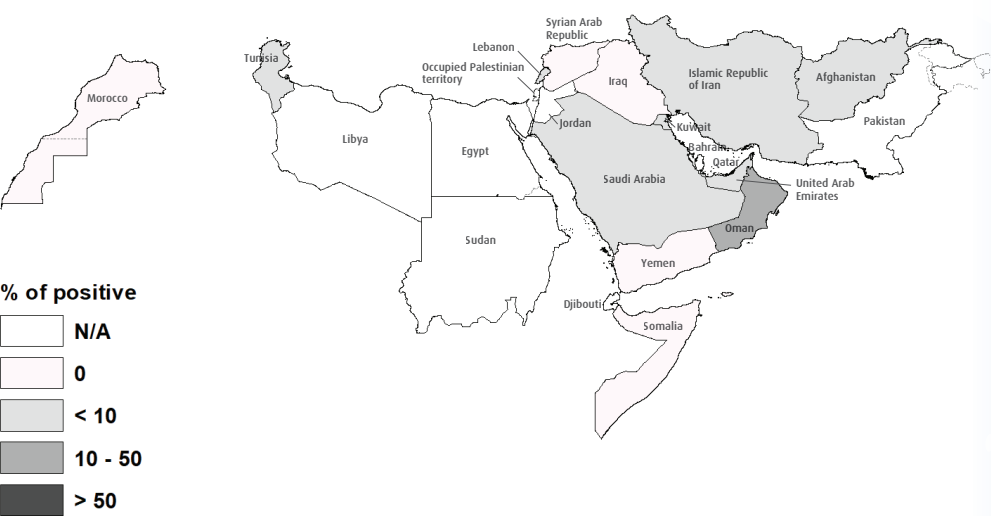 Syrian Arab
Republic
Lebanon
Occupied Palestinian
territory
Tunisia
Morocco
Iraq
Islamic Republic
of Iran
Afghanistan
Pakistan
Libya
Egypt
Jordan
Kuwait
Bahrain
Qatar
Saudi Arabia
United Arab
Emirates
Oman
Sudan
Yemen
Djibouti
Somalia
% of positive
N/A
0
< 10
10 - 50
> 50